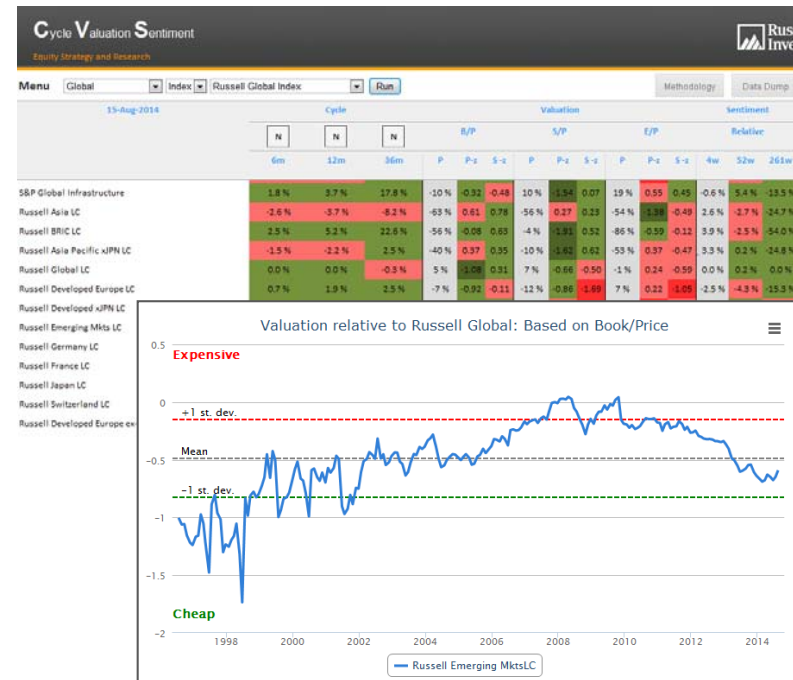 Cycle Valuation Sentiment
Equity Strategy and Research
Menu Global Index Russell Global Index Run Methodology Data Dump
15-Aug-2014 Cycle Valuation Sentiment
N N N B/P S/P E/P Relative
6m 12m 36m P P-z S-z P P-z S-z P P-z S-z 4w 52w 261w
S&P Global Infrastructure 1.8 % 3.7 % 17.8 % -10 % -0.32 -0.48 10 % -1.54 0.07 19 % 0.55 0.45 -0.6 % 5.4 % -13.5 %
Russell Asia LC -2.6 % -3.7 % -8.2 % -63 % 0.61 0.78 -56 % 0.27 0.23 -54 % -1.38 -0.49 2.6 % -2.7 % -24.7
Russell BRIC LC 2.5 % 5.2 % 22.6 % -56 % -0.08 0.63 -4 % -1.91 0.52 -86 % -0.59 -0.12 3.9 % -2.5 % -54.0
Russell Asia Pacific xJPN LC -1.5 % -2.2 % 2.5 % -40 % 0.37 0.35 -10 % -1.62 0.62 -53 % 0.37 -0.47 3.3 % 0.2 % -24.8
Russell Global LC 0.0 % 0.0 % -0.3 % 5 % -1.08 0.31 7 % -0.66 -0.50 -1 % 0.24 -0.59 0.0 % 0.2 % 0.0 %
Russell Developed Europe LC 0.7 % 1.9 % 2.5 % -7 % -0.92 -0.11 -12 % -0.86 -1.69 7 % 0.22 -1.05 -2.5 % -4.3 % -15.3
Russell Developed xJPN LC
Russell Emerging Mkts LC
Russell Germany LC
Russell France LC
Russell Japan LC
Russell Switzerland LC
Russell Developed Europe ex
Valuation relative to Russell Global: Based on Book/Price
0.5
Expensive
0
+1 st. dev.
Mean
-0.5
-1 st. dev.
-1
-1.5
Cheap
-2
1998 2000 2002 2004 2006 2008 2010 2012 2014
Russell Emerging MktsLC